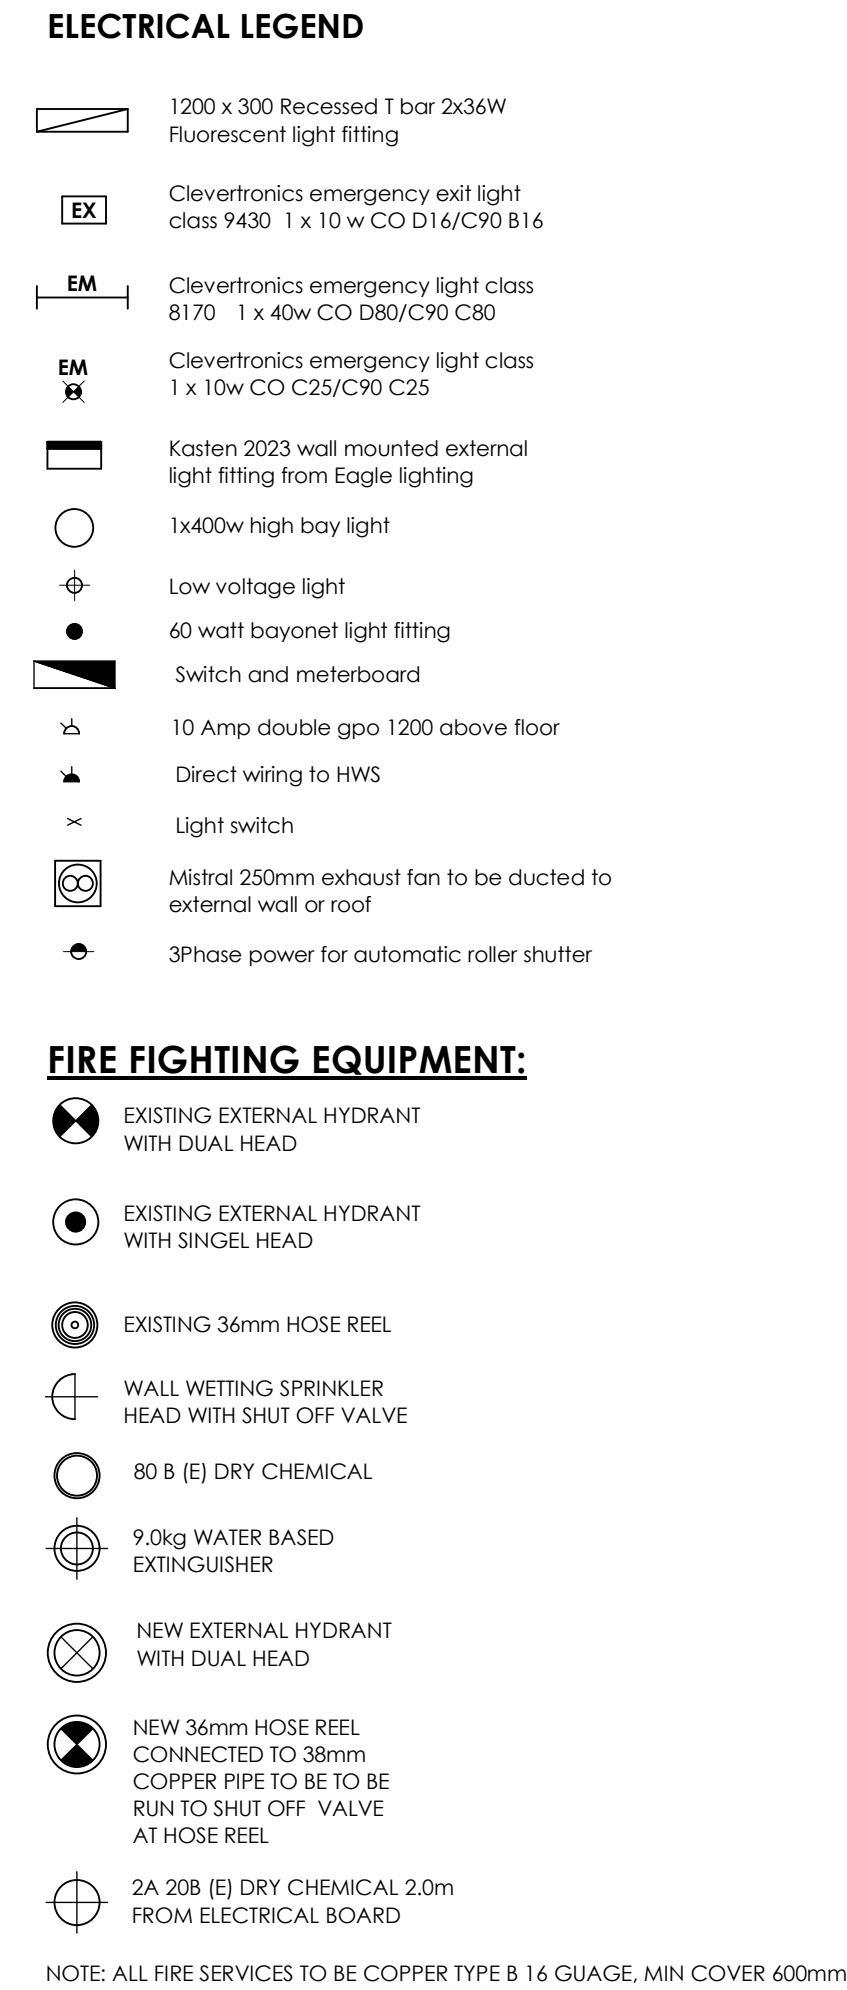 ELECTRICAL LEGEND
1200 x 300 Recessed T bar 2x36W
Fluorescent light fitting
EX
Clevertronics emergency exit light
class 9430 1 x 10 w CO D16/C90 B16
EM
Clevertronics emergency light class
8170 1 x 40w CO D80/C90 C80
EM
Clevertronics emergency light class
1 x 10w CO C25/C90 C25
Kasten 2023 wall mounted external
light fitting from Eagle lighting
1x400w high bay light
Low voltage light
60 watt bayonet light fitting
Switch and meterboard
10 Amp double gpo 1200 above floor
Direct wiring to HWS
Light switch
Mistral 250mm exhaust fan to be ducted to
external wall or roof
3Phase power for automatic roller shutter
FIRE FIGHTING EQUIPMENT:
EXISTING EXTERNAL HYDRANT
WITH DUAL HEAD
EXISTING EXTERNAL HYDRANT
WITH SINGEL HEAD
EXISTING 36mm HOSE REEL
WALL WETTING SPRINKLER
HEAD WITH SHUT OFF VALVE
80 B (E) DRY CHEMICAL
9.0kg WATER BASED
EXTINGUISHER
NEW EXTERNAL HYDRANT
WITH DUAL HEAD
NEW 36mm HOSE REEL
CONNECTED TO 38mm
COPPER PIPE TO BE TO BE
RUN TO SHUT OFF VALVE
AT HOSE REEL
2A 20B (E) DRY CHEMICAL 2.0m
FROM ELECTRICAL BOARD
NOTE: ALL FIRE SERVICES TO BE COPPER TYPE B 16 GUAGE, MIN COVER 600mm